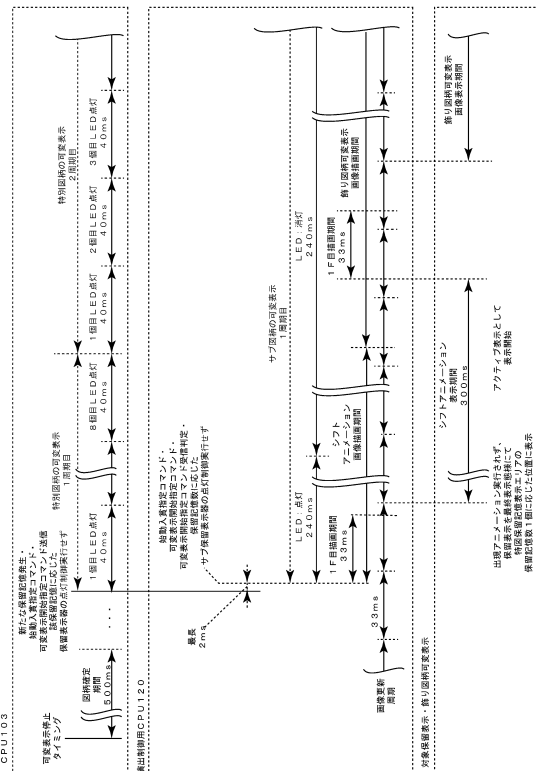 CPU103
可変表示停止
タイミング
図柄確定
期間
500ms
・・・
新たな保留記憶発生・
始動入賞指定コマンド・
可変表示開始指定コマンド送信
該保留記憶に応じた
保留表示器の点灯制御実行せず
1個目LED点灯
40ms
特別図柄の可変表示
1周期目
8個目LED点灯
40ms
1個目LED点灯
40ms
2個目LED点灯
40ms
特別図柄の可変表示
2周期目
3個目LED点灯
40ms
演出制御用CPU120
最長
2ms
始動入賞指定コマンド・
可変表示開始指定コマンド・
可変表示開始指定コマンド受信判定・
保留記憶数に応じた
サブ保留表示器の点灯制御実行せず
サブ図柄の可変表示
1周期目
LED:点灯
240ms
LED:消灯
240ms
シフト
アニメーション
画像描画期間
飾り図柄可変表示
画像描画期間
1F目描画期間
33ms
1F目描画期間
33ms
画像更新
周期
33ms
対象保留表示・飾り図柄可変表示
出現アニメーション実行されず、
保留表示を最終表示態様にて
特図保留記憶表示エリアの
保留記憶数1個に応じた位置に表示
シフトアニメーション
表示期間
300ms
アクティブ表示として
表示開始
飾り図柄可変表示
画像表示期間